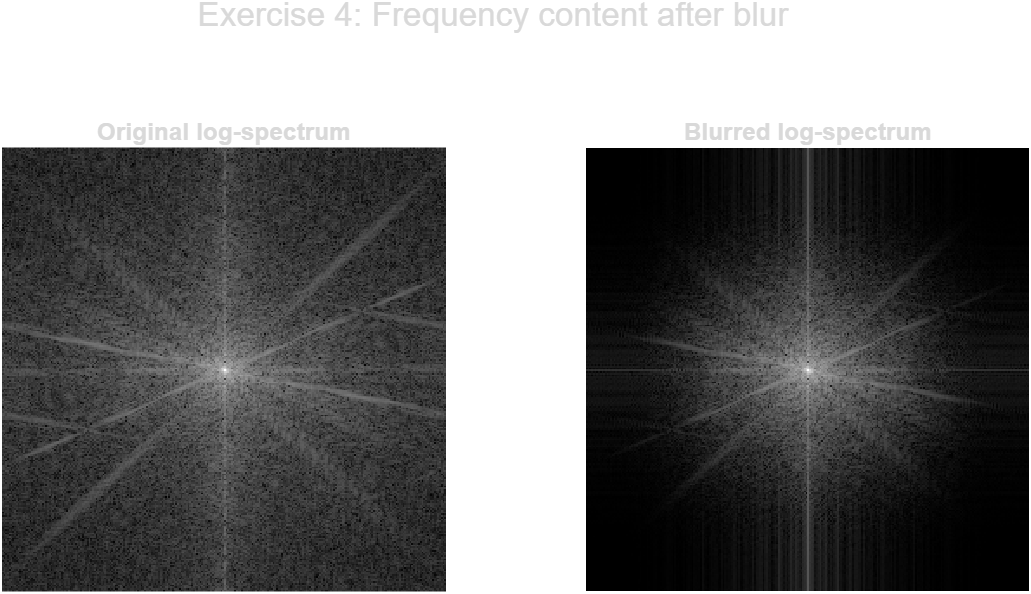 Exercise 4: Frequency content after blur
Original log-spectrum
Blurred log-spectrum